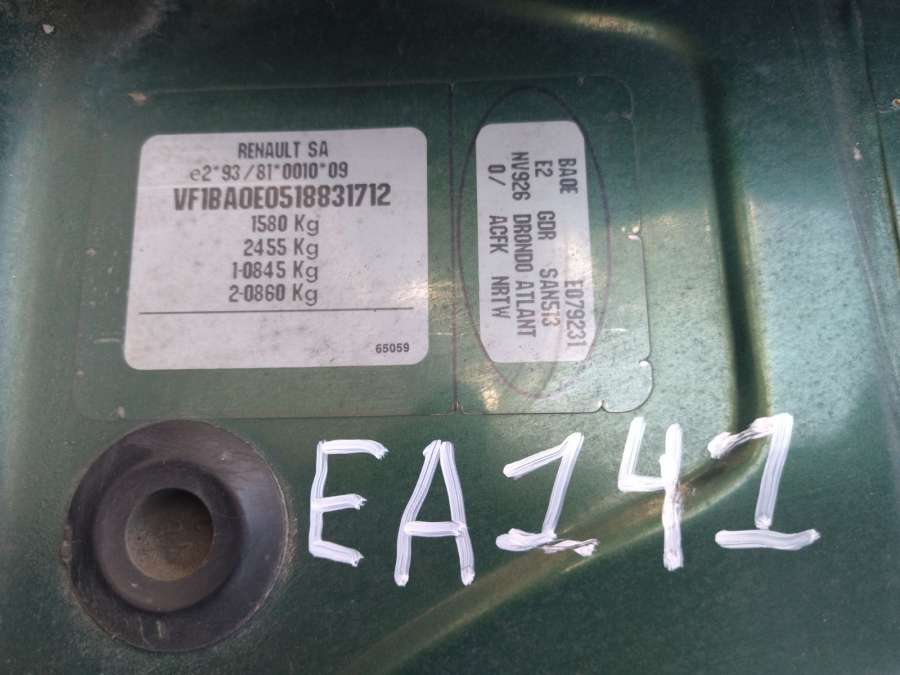 RENAULT SA
e2*93/81*0010*09
VF1BA0E0518831712
1580 Kg
2455 Kg
1-0845 Kg
2-0860 Kg
65059
BA0E E079231
E2 GDR SAN513
NV926 DRONDO ATLANT
0/ ACFK NRTW
EA141